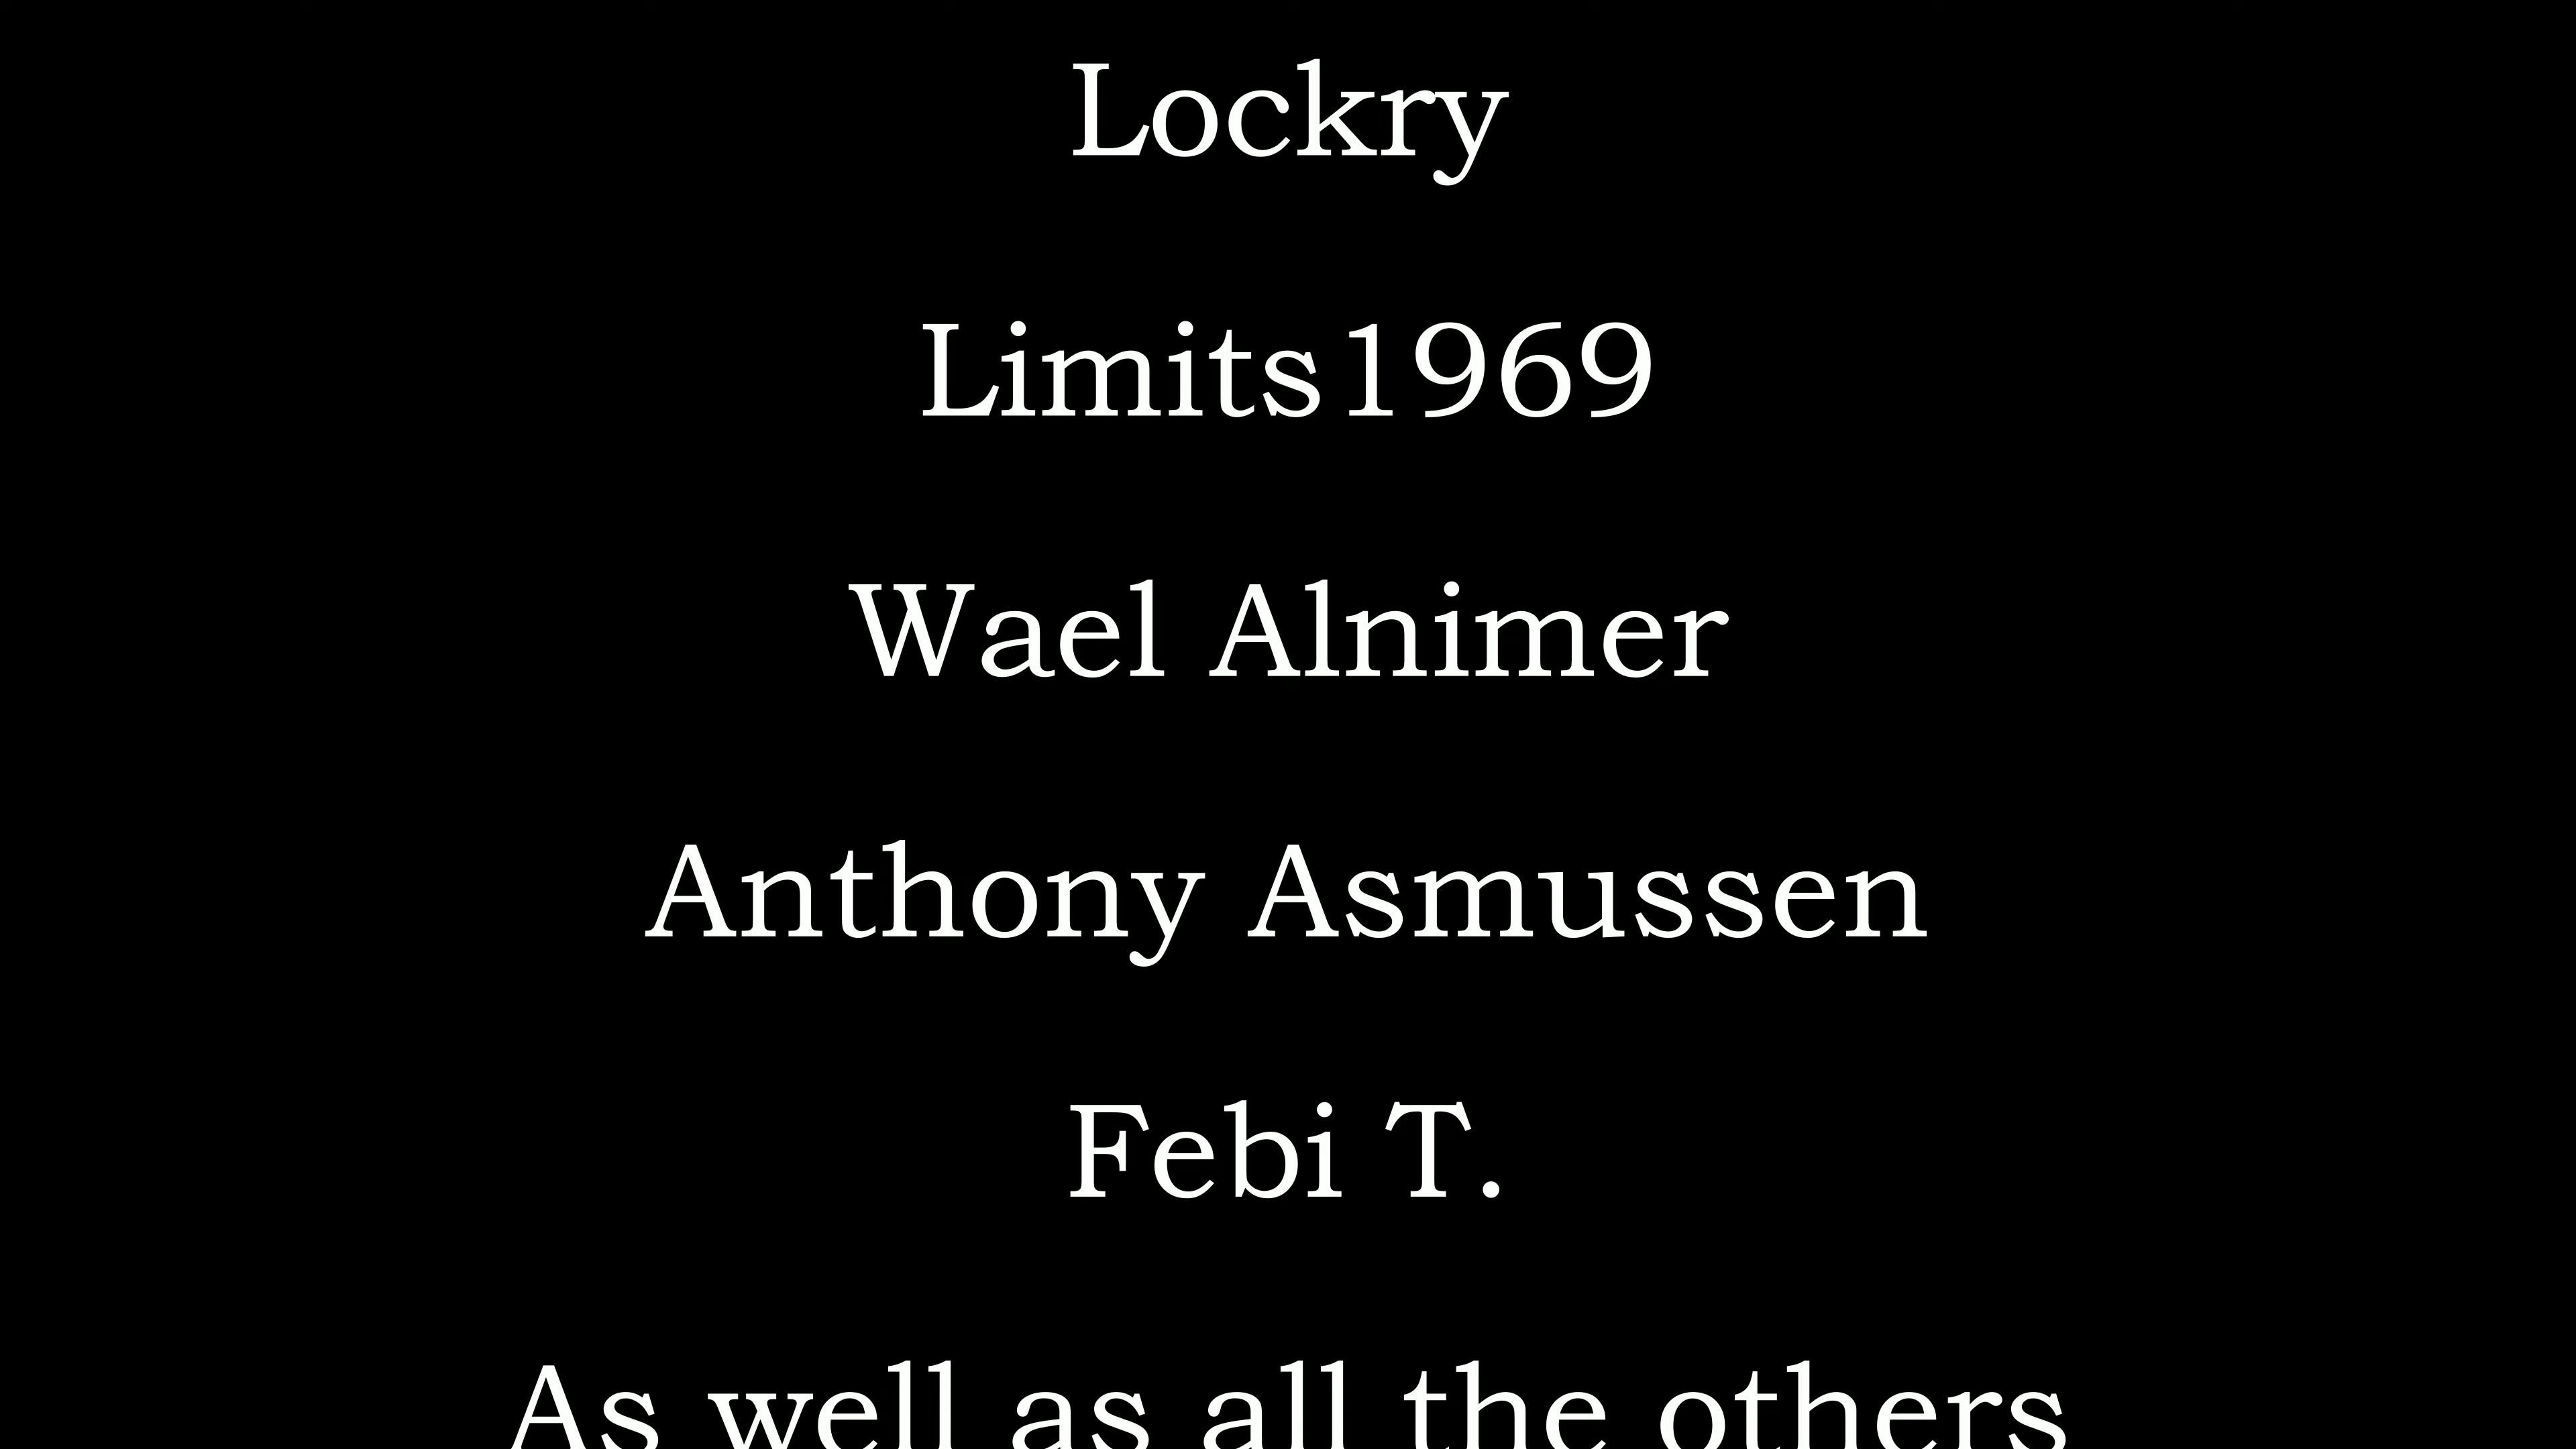 Lockry
Limits1969
Wael Alnimer
Anthony Asmussen
Febi T.
As well as all the others